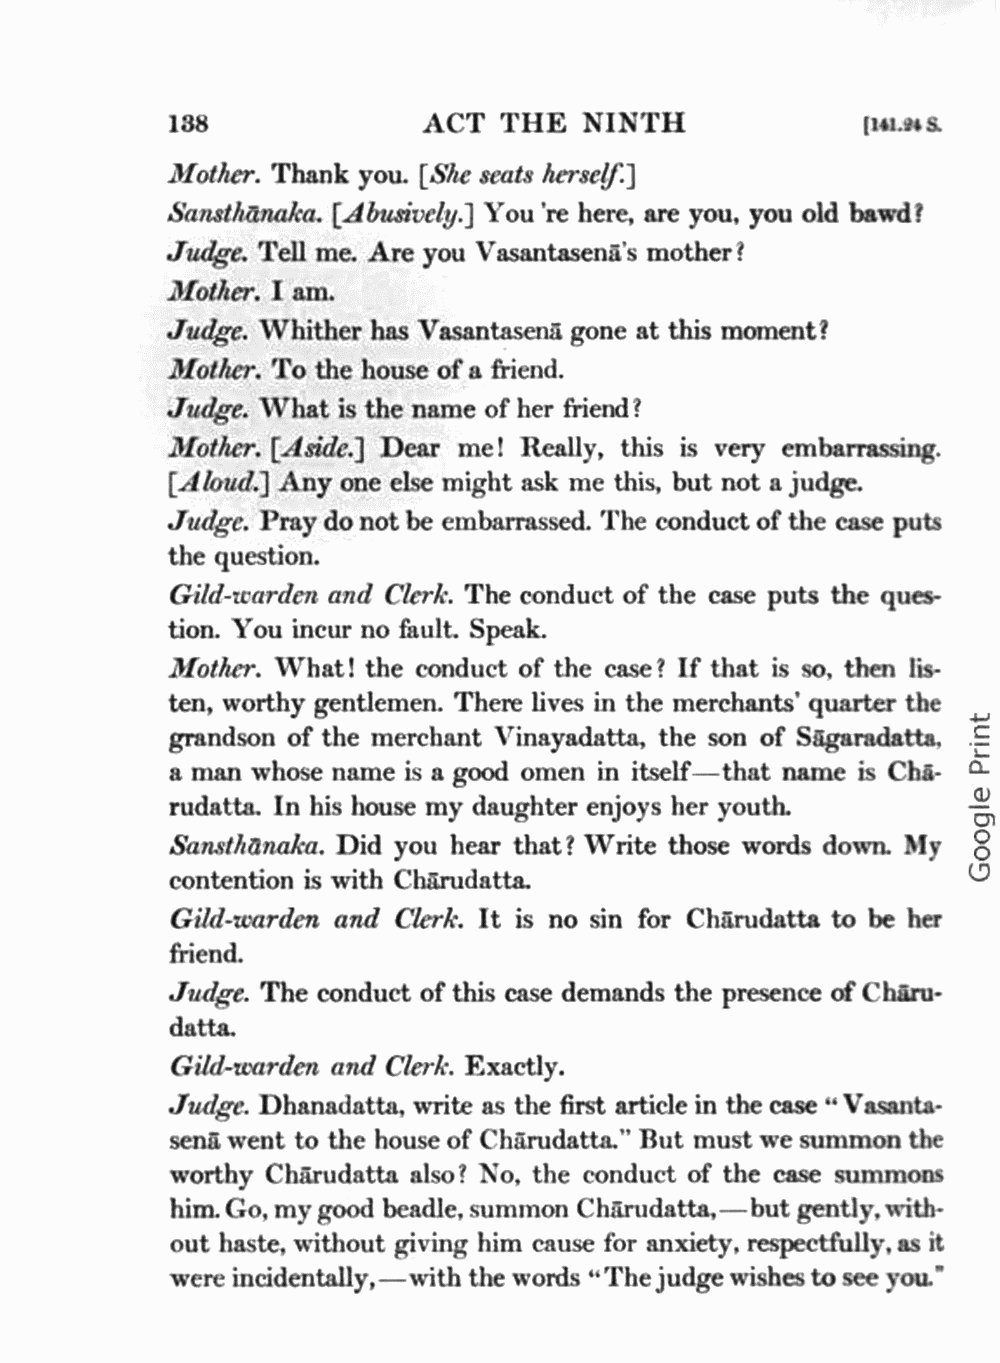 138 ACT THE NINTH [141.24 S.
Mother. Thank you. [She seats herself.]
Sansthānaka. [Abusively.] You 're here, are you, you old bawd?
Judge. Tell me. Are you Vasantasenā's mother?
Mother. I am.
Judge. Whither has Vasantasenā gone at this moment?
Mother. To the house of a friend.
Judge. What is the name of her friend?
Mother. [Aside.] Dear me! Really, this is very embarrassing.
[Aloud.] Any one else might ask me this, but not a judge.
Judge. Pray do not be embarrassed. The conduct of the case puts
the question.
Gild-warden and Clerk. The conduct of the case puts the ques-
tion. You incur no fault. Speak.
Mother. What! the conduct of the case? If that is so, then lis-
ten, worthy gentlemen. There lives in the merchants' quarter the
grandson of the merchant Vinayadatta, the son of Sāgaradatta,
a man whose name is a good omen in itself—that name is Chā-
rudatta. In his house my daughter enjoys her youth.
Sansthānaka. Did you hear that? Write those words down. My
contention is with Chārudatta.
Gild-warden and Clerk. It is no sin for Chārudatta to be her
friend.
Judge. The conduct of this case demands the presence of Chāru-
datta.
Gild-warden and Clerk. Exactly.
Judge. Dhanadatta, write as the first article in the case "Vasanta-
senā went to the house of Chārudatta." But must we summon the
worthy Chārudatta also? No, the conduct of the case summons
him. Go, my good beadle, summon Chārudatta,—but gently, with-
out haste, without giving him cause for anxiety, respectfully, as it
were incidentally,—with the words "The judge wishes to see you."
Google Print